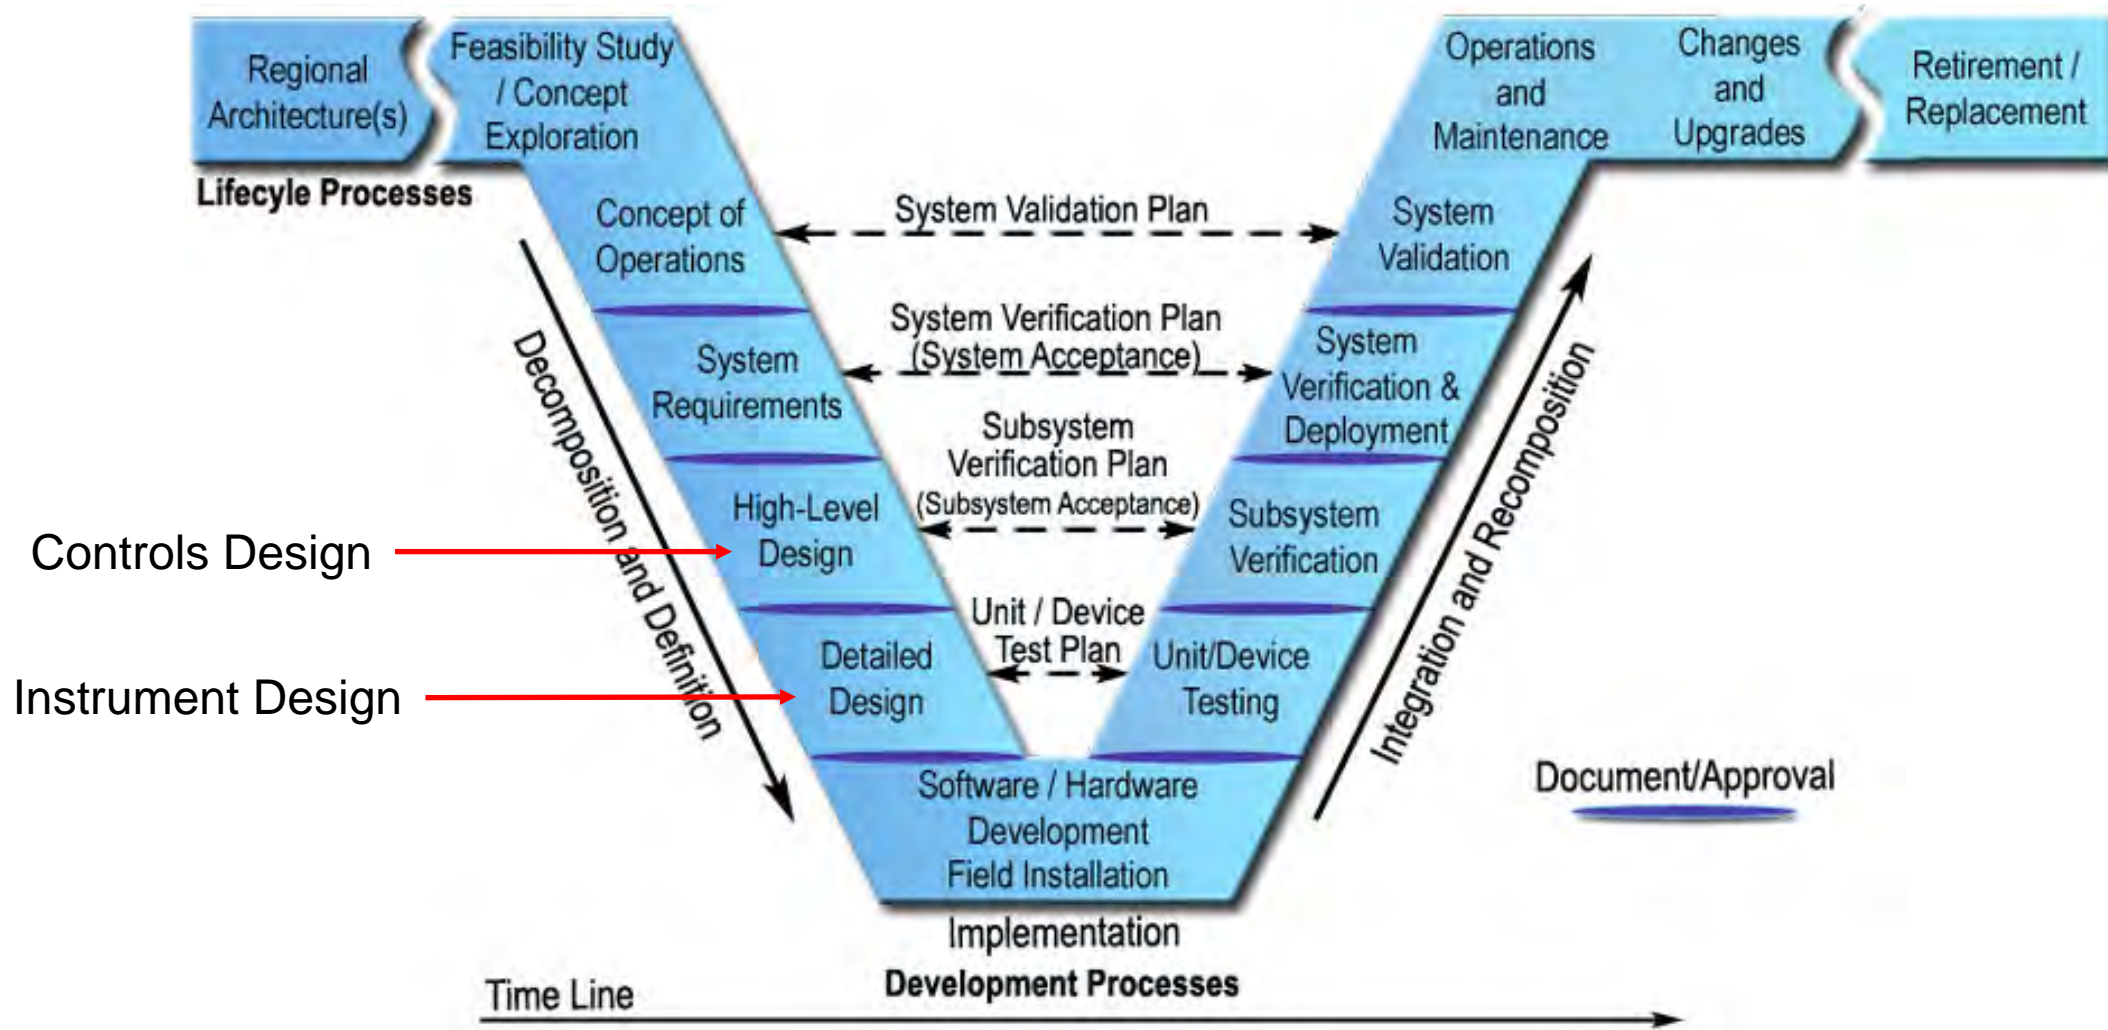 Regional
Architecture(s)
Feasibility Study
/ Concept
Exploration
Operations
and
Maintenance
Changes
and
Upgrades
Retirement /
Replacement
Lifecyle Processes
Concept of
Operations
System Validation Plan
System
Validation
System Verification Plan
(System Acceptance)
System
Requirements
System
Verification &
Deployment
Decomposition and Definition
Integration and Recomposition
Subsystem
Verification Plan
(Subsystem Acceptance)
Controls Design
High-Level
Design
Subsystem
Verification
Unit / Device
Test Plan
Instrument Design
Detailed
Design
Unit/Device
Testing
Software / Hardware
Development
Field Installation
Document/Approval
Implementation
Development Processes
Time Line